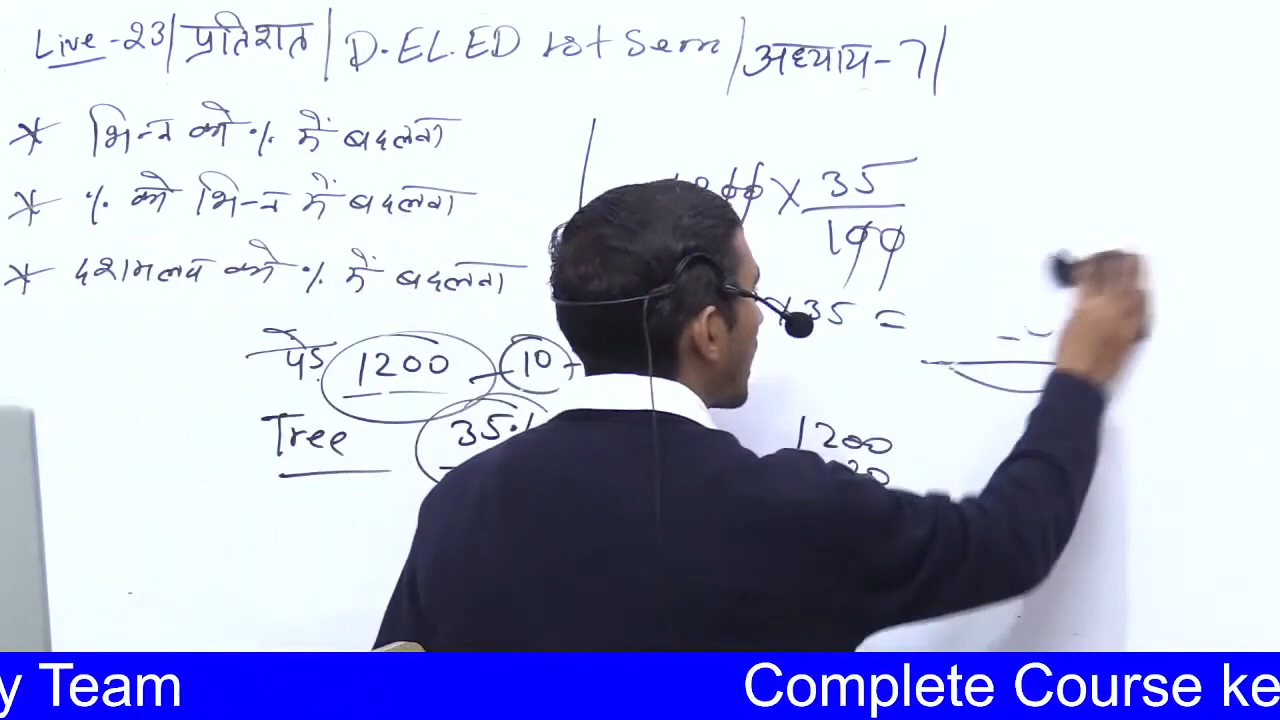 Live-23|प्रतिशत|D.EL.ED 1st Sem|अध्याय-7|
* भिन्न को % में बदलना
* % को भिन्न में बदलना
* दशमलव को % में बदलना
× 35
100
35 =
पेड़ 1200 10
Tree 35%
1200
y Team Complete Course ke